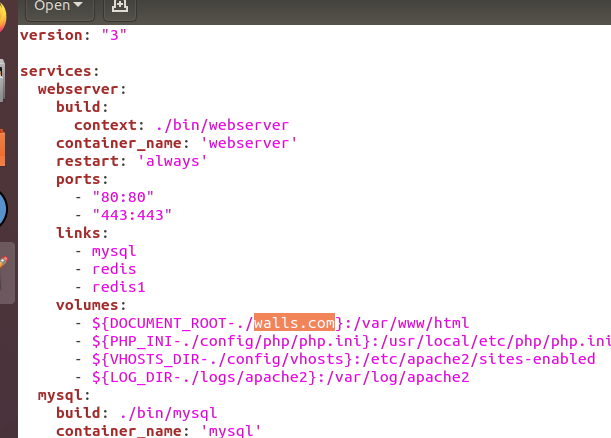 Open
version: "3"
services:
webserver:
build:
context: ./bin/webserver
container_name: 'webserver'
restart: 'always'
ports:
- "80:80"
- "443:443"
links:
- mysql
- redis
- redis1
volumes:
- ${DOCUMENT_ROOT-./walls.com}:/var/www/html
- ${PHP_INI-./config/php/php.ini}:/usr/local/etc/php/php.ini
- ${VHOSTS_DIR-./config/vhosts}:/etc/apache2/sites-enabled
- ${LOG_DIR-./logs/apache2}:/var/log/apache2
mysql:
build: ./bin/mysql
container_name: 'mysql'